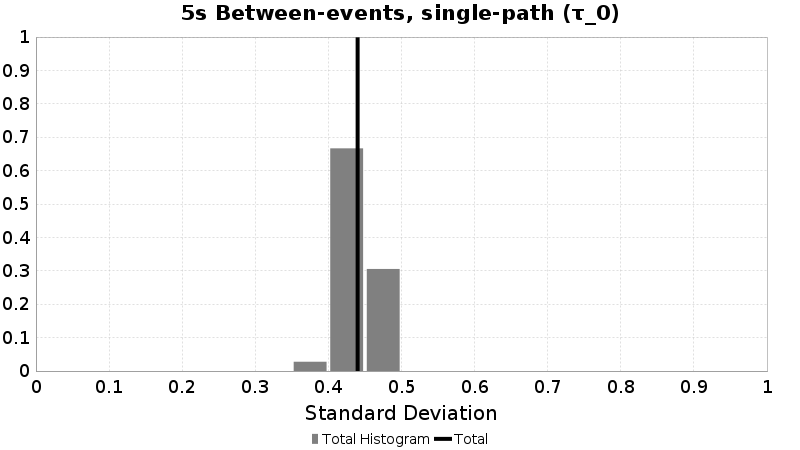 5s Between-events, single-path (τ_0)
1
0.9
0.8
0.7
0.6
0.5
0.4
0.3
0.2
0.1
0
0 0.1 0.2 0.3 0.4 0.5 0.6 0.7 0.8 0.9 1
Standard Deviation
Total Histogram Total